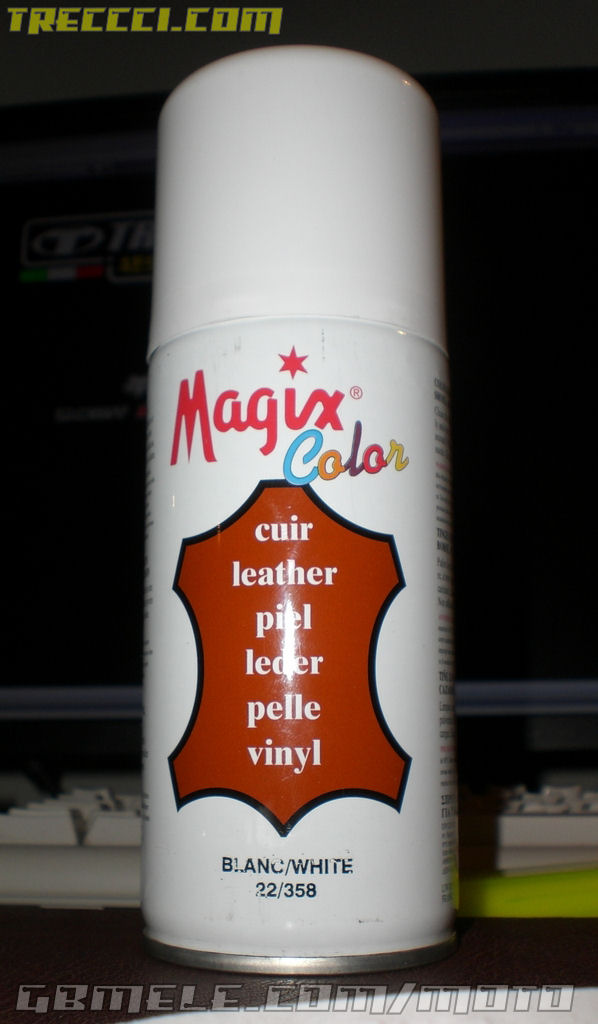 TRECCCI.COM
Magix®
Color
cuir
leather
piel
leder
pelle
vinyl
BLANC/WHITE
22/358
GBMELE.COM/MOTO